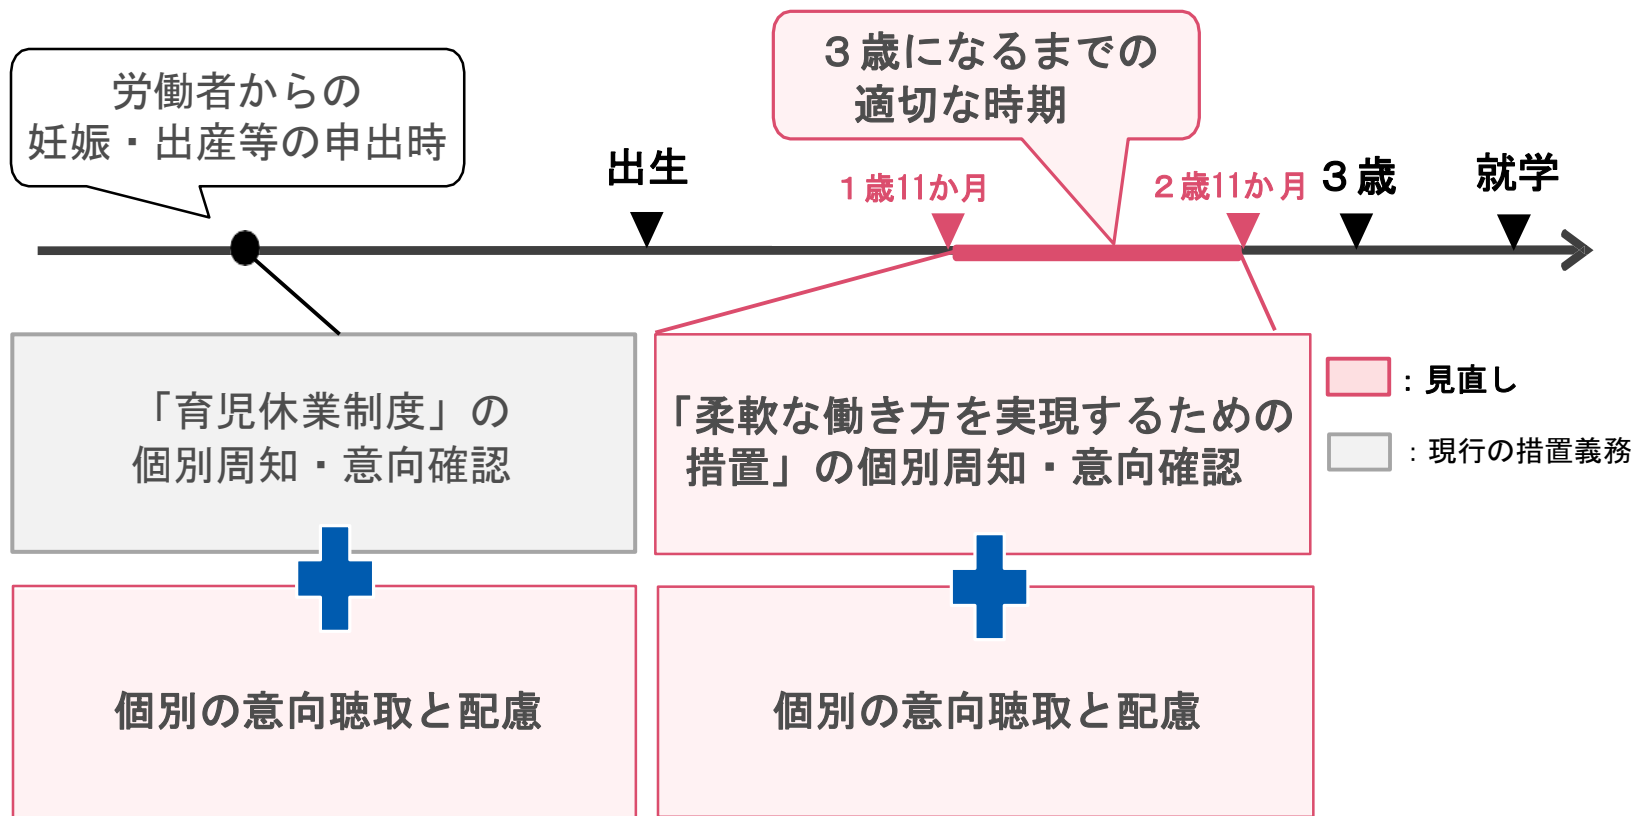 労働者からの
妊娠・出産等の申出時
３歳になるまでの
適切な時期
出生
１歳11か月
２歳11か月
３歳
就学
「育児休業制度」の
個別周知・意向確認
「柔軟な働き方を実現するための
措置」の個別周知・意向確認
：見直し
：現行の措置義務
個別の意向聴取と配慮
個別の意向聴取と配慮